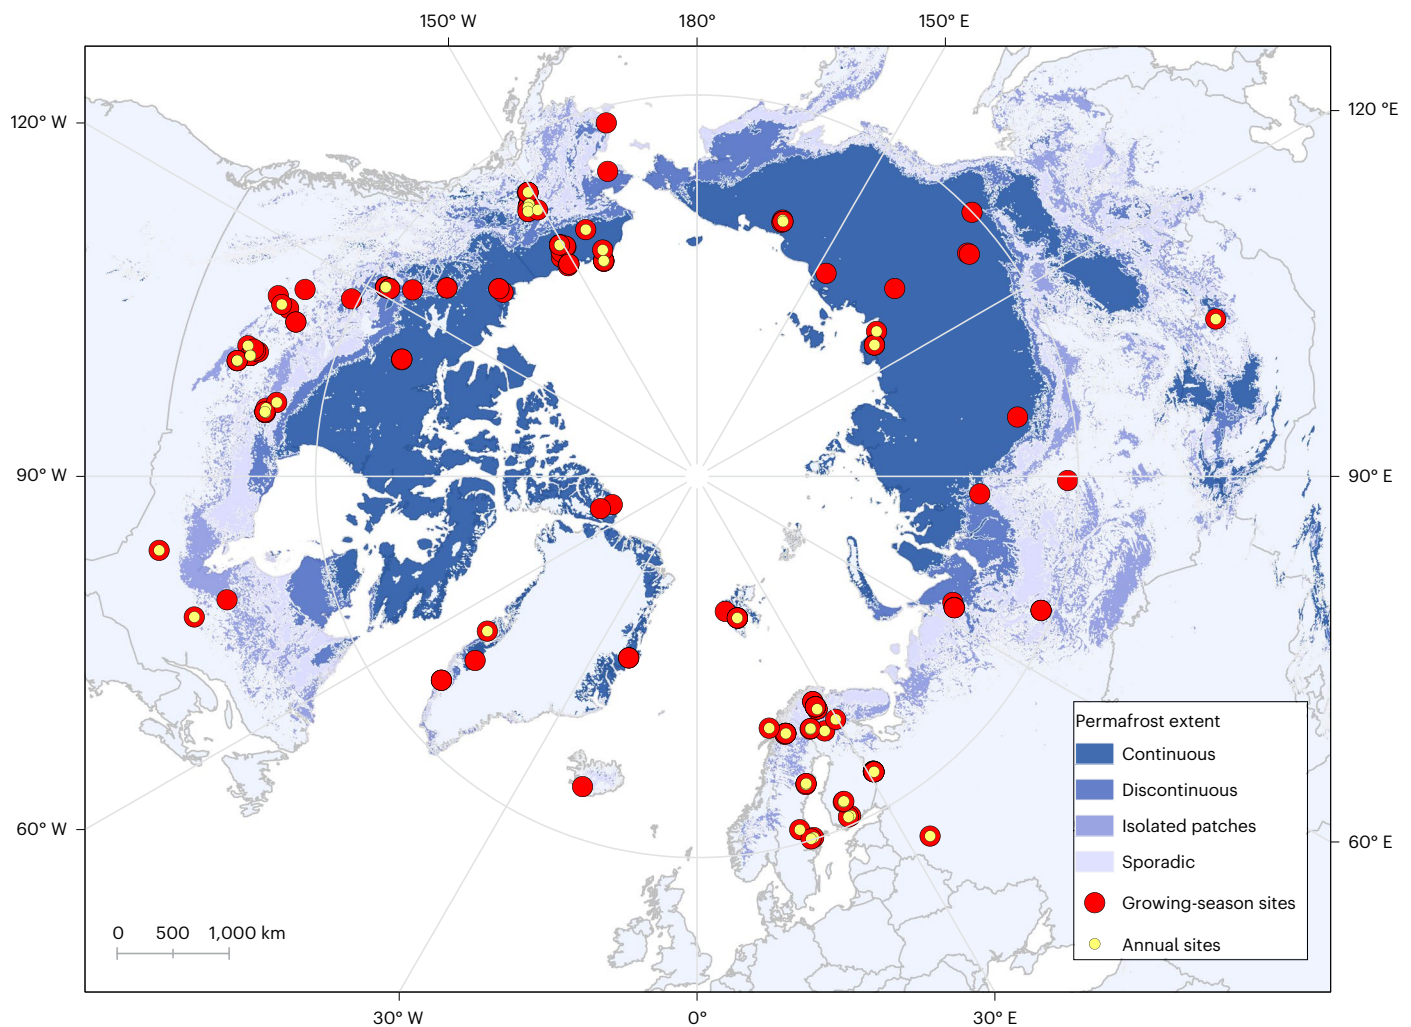 150° W
180°
150° E
120° W
120 °E
90° W
90° E
60° W
60° E
30° W
0°
30° E
0
500
1,000 km
Permafrost extent
Continuous
Discontinuous
Isolated patches
Sporadic
Growing-season sites
Annual sites